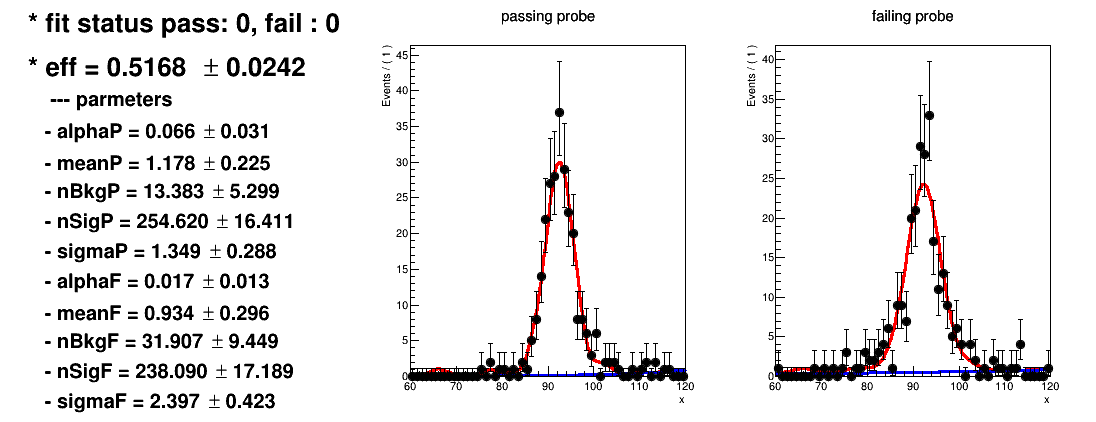 * fit status pass: 0, fail : 0
* eff = 0.5168 ± 0.0242
--- parmeters
- alphaP = 0.066 ± 0.031
- meanP = 1.178 ± 0.225
- nBkgP = 13.383 ± 5.299
- nSigP = 254.620 ± 16.411
- sigmaP = 1.349 ± 0.288
- alphaF = 0.017 ± 0.013
- meanF = 0.934 ± 0.296
- nBkgF = 31.907 ± 9.449
- nSigF = 238.090 ± 17.189
- sigmaF = 2.397 ± 0.423
passing probe
Events / ( 1 )
45
40
35
30
25
20
15
10
5
0
60 70 80 90 100 110 120
x
failing probe
Events / ( 1 )
40
35
30
25
20
15
10
5
0
60 70 80 90 100 110 120
x